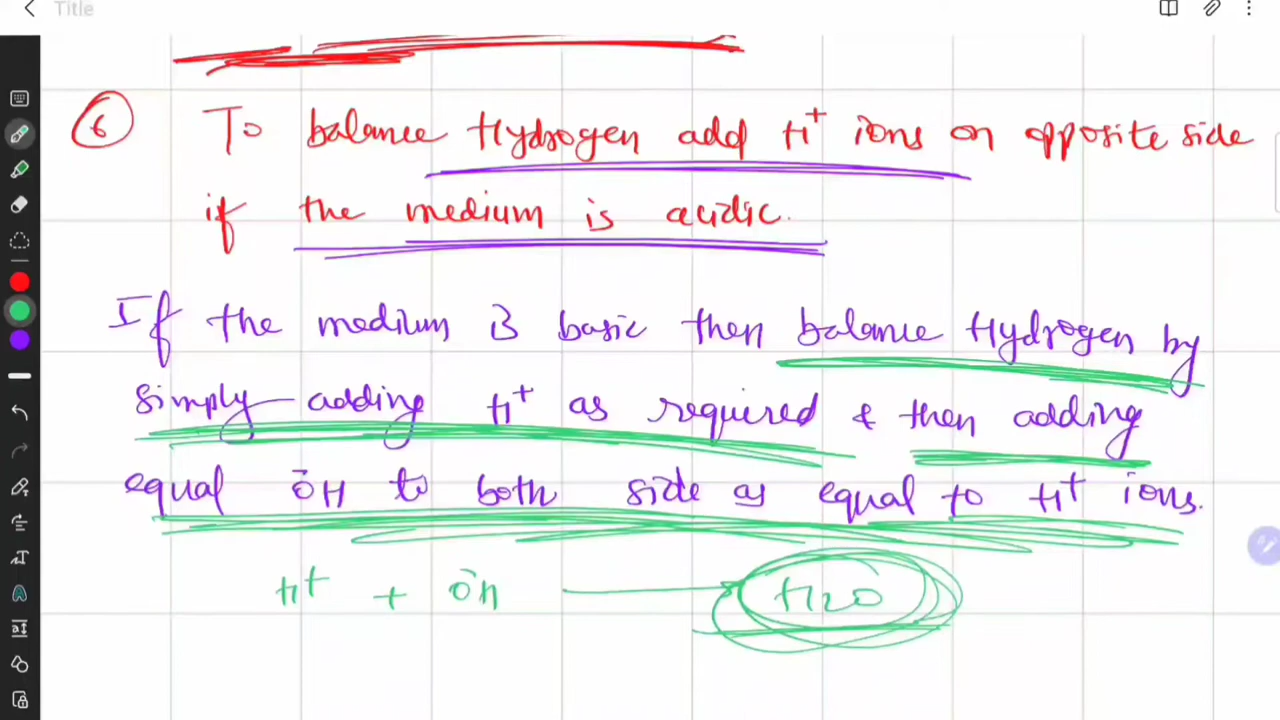 Title
6 To balance Hydrogen add H⁺ ions on opposite side
if the medium is acidic.
If the medium is basic then balance Hydrogen by
simply adding H⁺ as required & then adding
equal ŌH to both side as equal to H⁺ ions.
H⁺ + ŌH → H2O